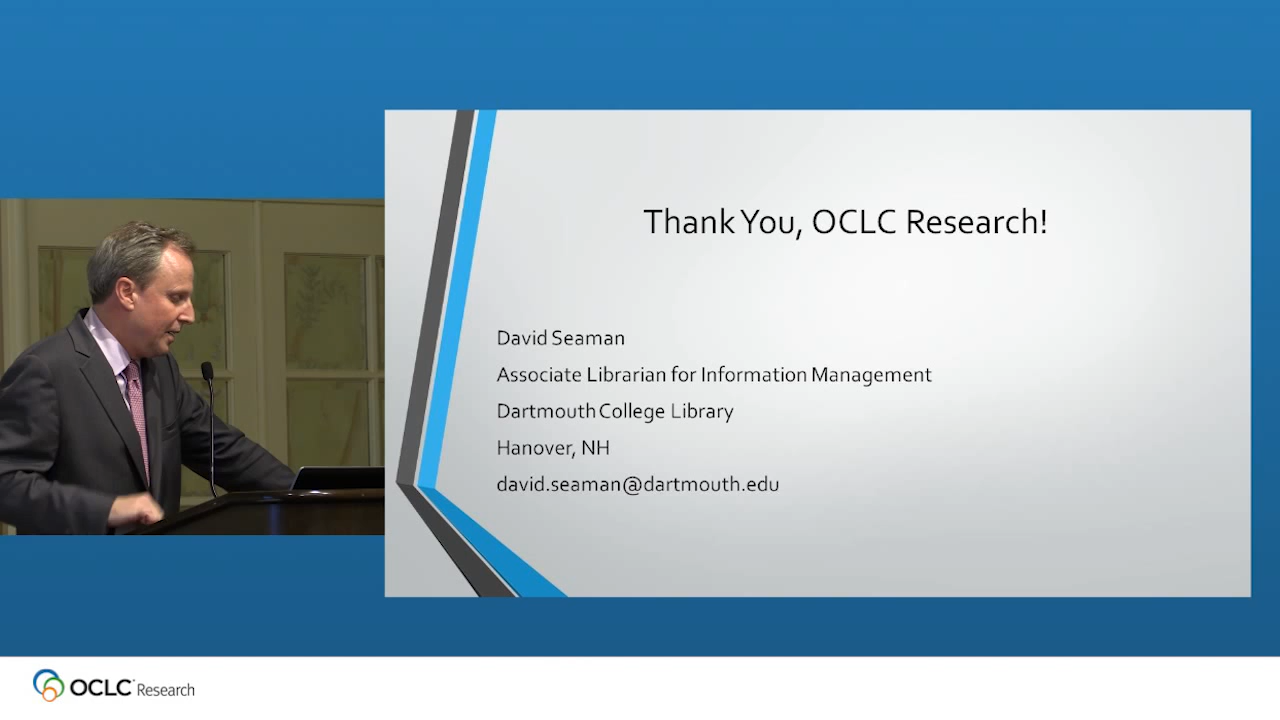 Thank You, OCLC Research!
David Seaman
Associate Librarian for Information Management
Dartmouth College Library
Hanover, NH
david.seaman@dartmouth.edu
OCLC Research